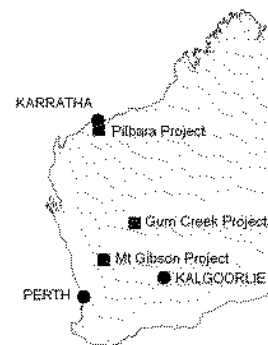 KARRATHA
Pilbara Project
Gum Creek Project
Mt Gibson Project
KALGOORLIE
PERTH